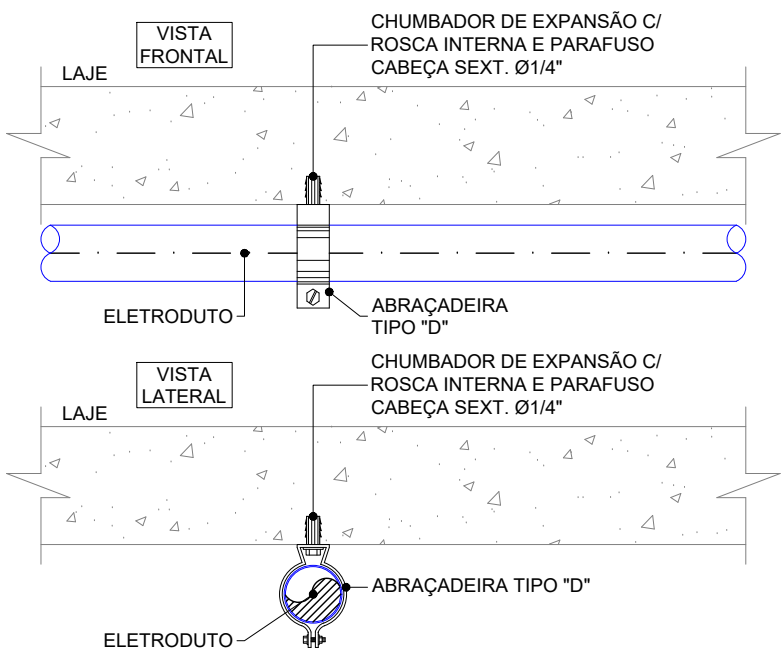 VISTA
FRONTAL
CHUMBADOR DE EXPANSÃO C/
ROSCA INTERNA E PARAFUSO
CABEÇA SEXT. Ø1/4"
LAJE
ELETRODUTO
ABRAÇADEIRA
TIPO "D"
VISTA
LATERAL
CHUMBADOR DE EXPANSÃO C/
ROSCA INTERNA E PARAFUSO
CABEÇA SEXT. Ø1/4"
LAJE
ABRAÇADEIRA TIPO "D"
ELETRODUTO